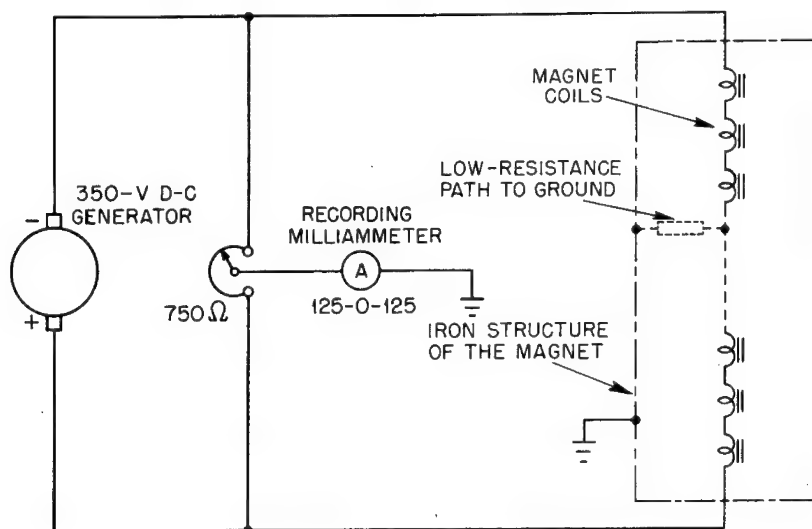 MAGNET
COILS
LOW-RESISTANCE
PATH TO GROUND
350-V D-C
GENERATOR
-
+
RECORDING
MILLIAMMETER
A
125-0-125
750Ω
IRON STRUCTURE
OF THE MAGNET